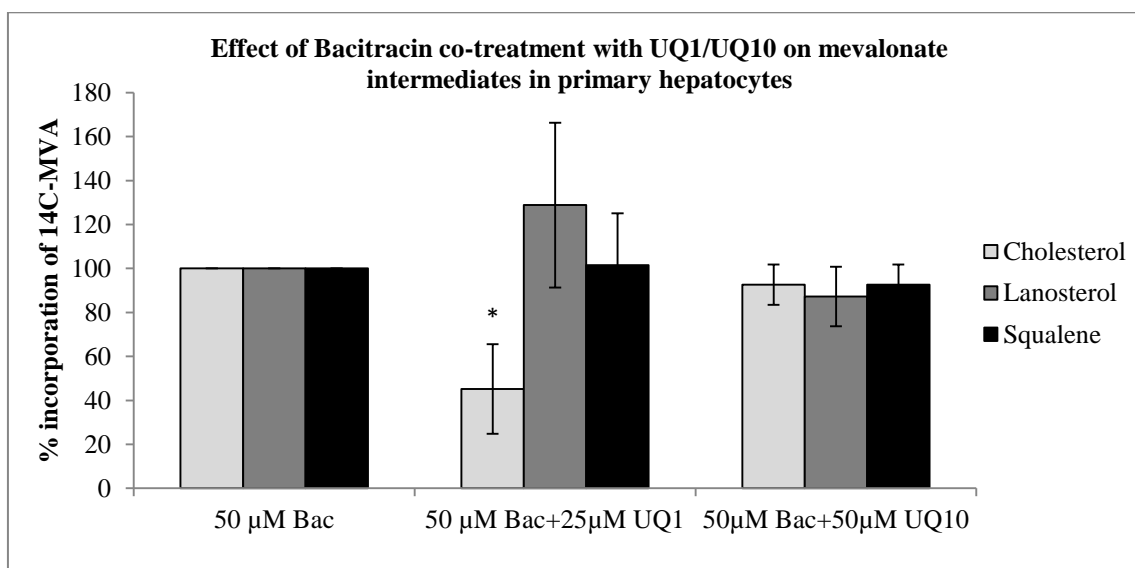 Effect of Bacitracin co-treatment with UQ1/UQ10 on mevalonate
intermediates in primary hepatocytes
% incorporation of 14C-MVA
180
160
140
120
100
80
60
40
20
0
*
50 µM Bac
50 µM Bac+25µM UQ1
50µM Bac+50µM UQ10
Cholesterol
Lanosterol
Squalene